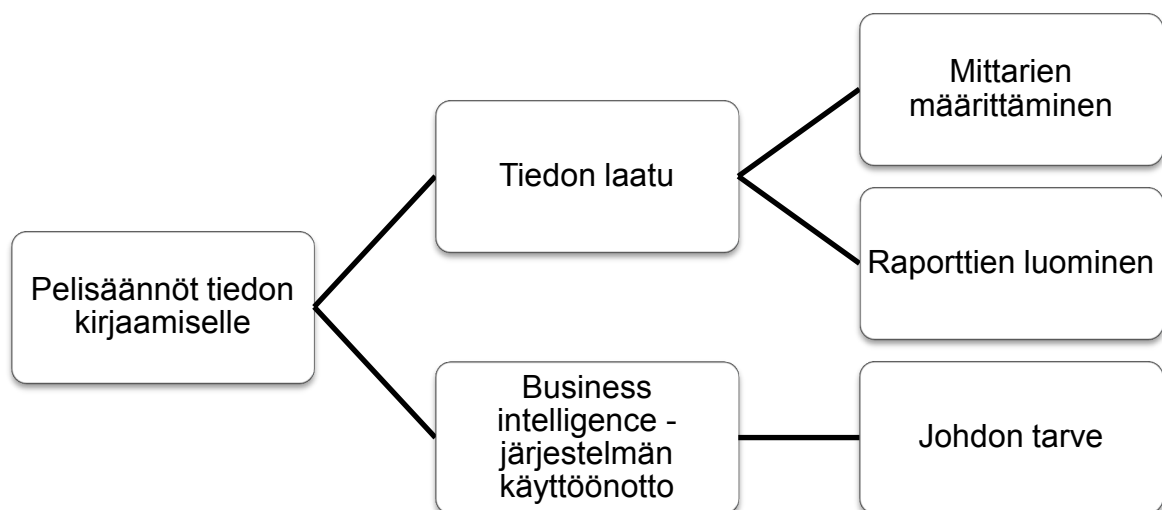 Pelisäännöt tiedon
kirjaamiselle
Tiedon laatu
Mittarien
määrittäminen
Raporttien luominen
Business
intelligence -
järjestelmän
käyttöönotto
Johdon tarve